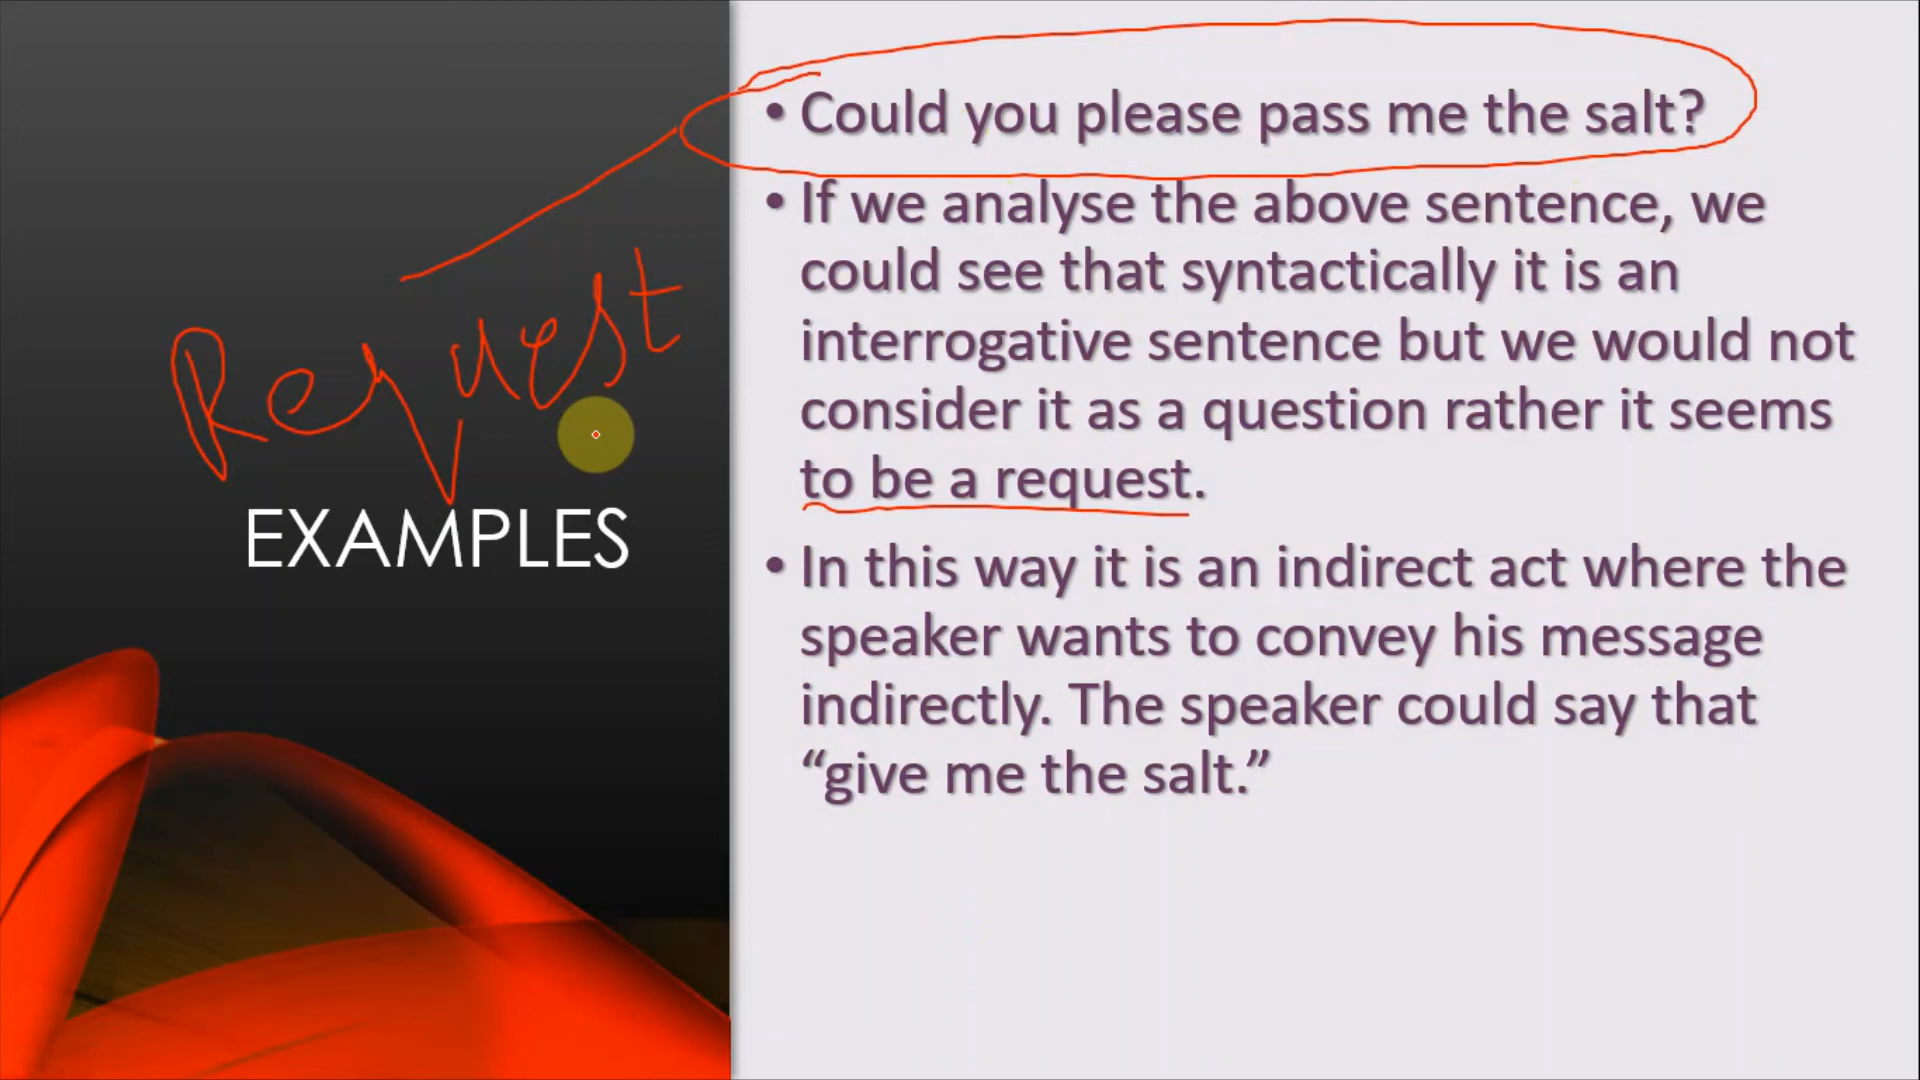 Request
EXAMPLES
• Could you please pass me the salt?
• If we analyse the above sentence, we
could see that syntactically it is an
interrogative sentence but we would not
consider it as a question rather it seems
to be a request.
• In this way it is an indirect act where the
speaker wants to convey his message
indirectly. The speaker could say that
“give me the salt.”